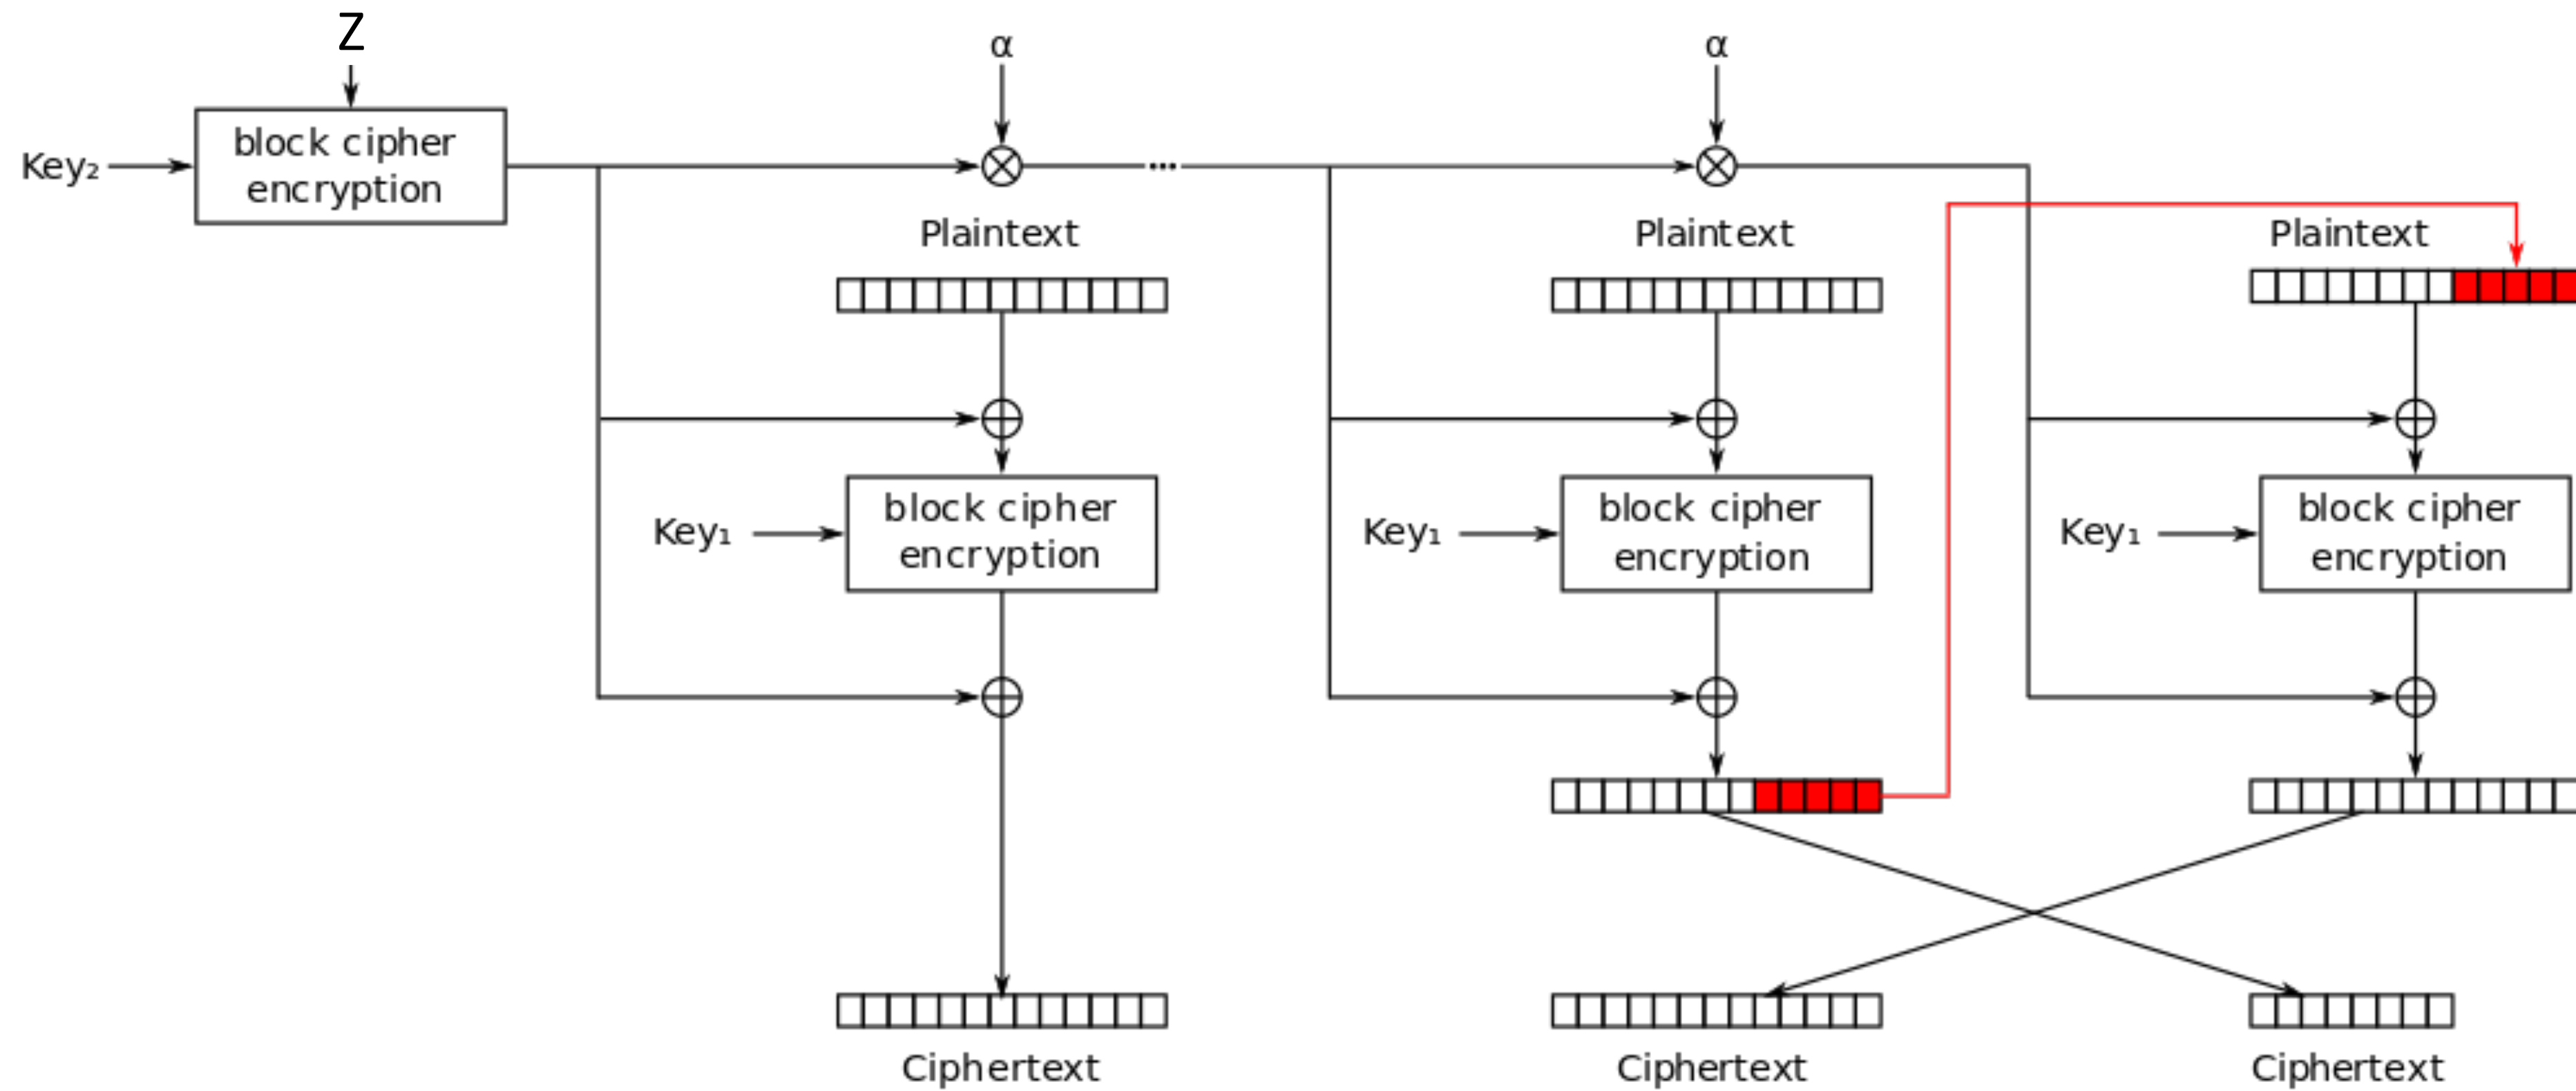 Z
α
α
block cipher
encryption
Key₂
Plaintext
Plaintext
Plaintext
block cipher
encryption
block cipher
encryption
block cipher
encryption
Key₁
Key₁
Key₁
Ciphertext
Ciphertext
Ciphertext